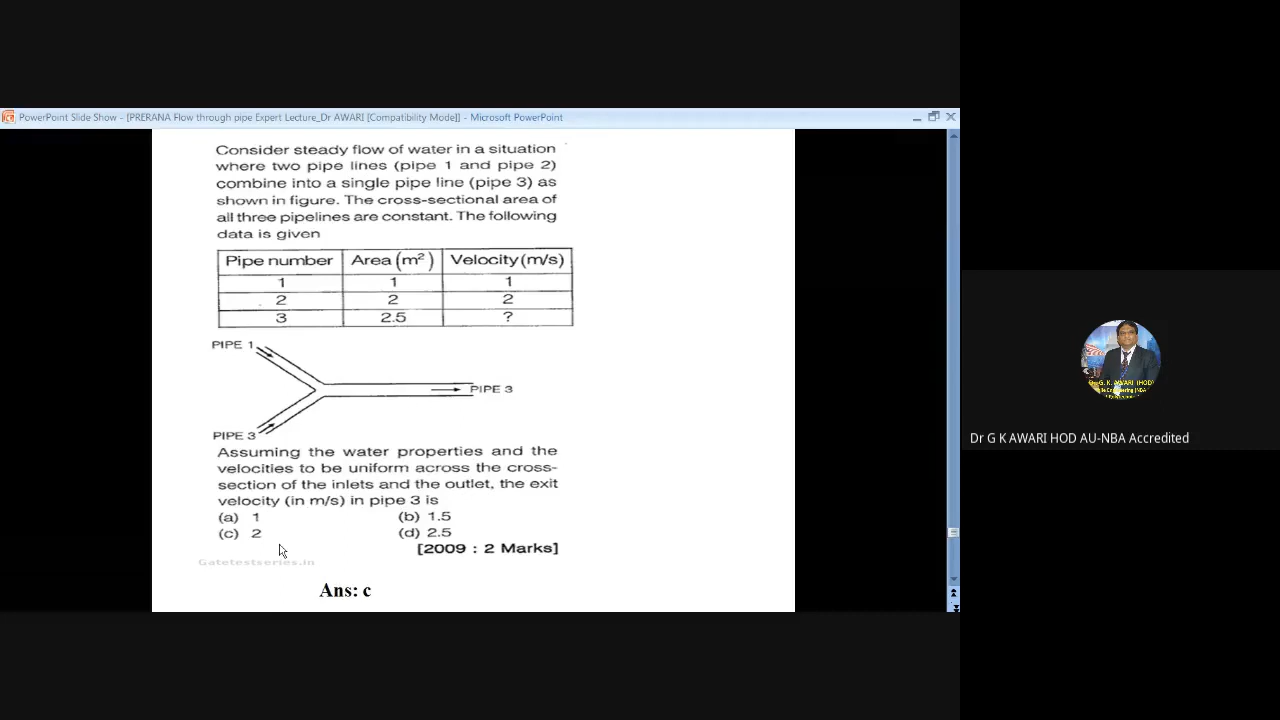 PowerPoint Slide Show - [PRERANA Flow through pipe Expert Lecture_Dr AWARI [Compatibility Mode]] - Microsoft PowerPoint
Consider steady flow of water in a situation
where two pipe lines (pipe 1 and pipe 2)
combine into a single pipe line (pipe 3) as
shown in figure. The cross-sectional area of
all three pipelines are constant. The following
data is given
Pipe number Area (m²) Velocity (m/s)
1 1 1
2 2 2
3 2.5 ?
PIPE 1
PIPE 3
PIPE 3
Assuming the water properties and the
velocities to be uniform across the cross-
section of the inlets and the outlet, the exit
velocity (in m/s) in pipe 3 is
(a) 1 (b) 1.5
(c) 2 (d) 2.5
[2009 : 2 Marks]
Gatetestseries.in
Ans: c
Dr G K AWARI HOD AU-NBA Accredited